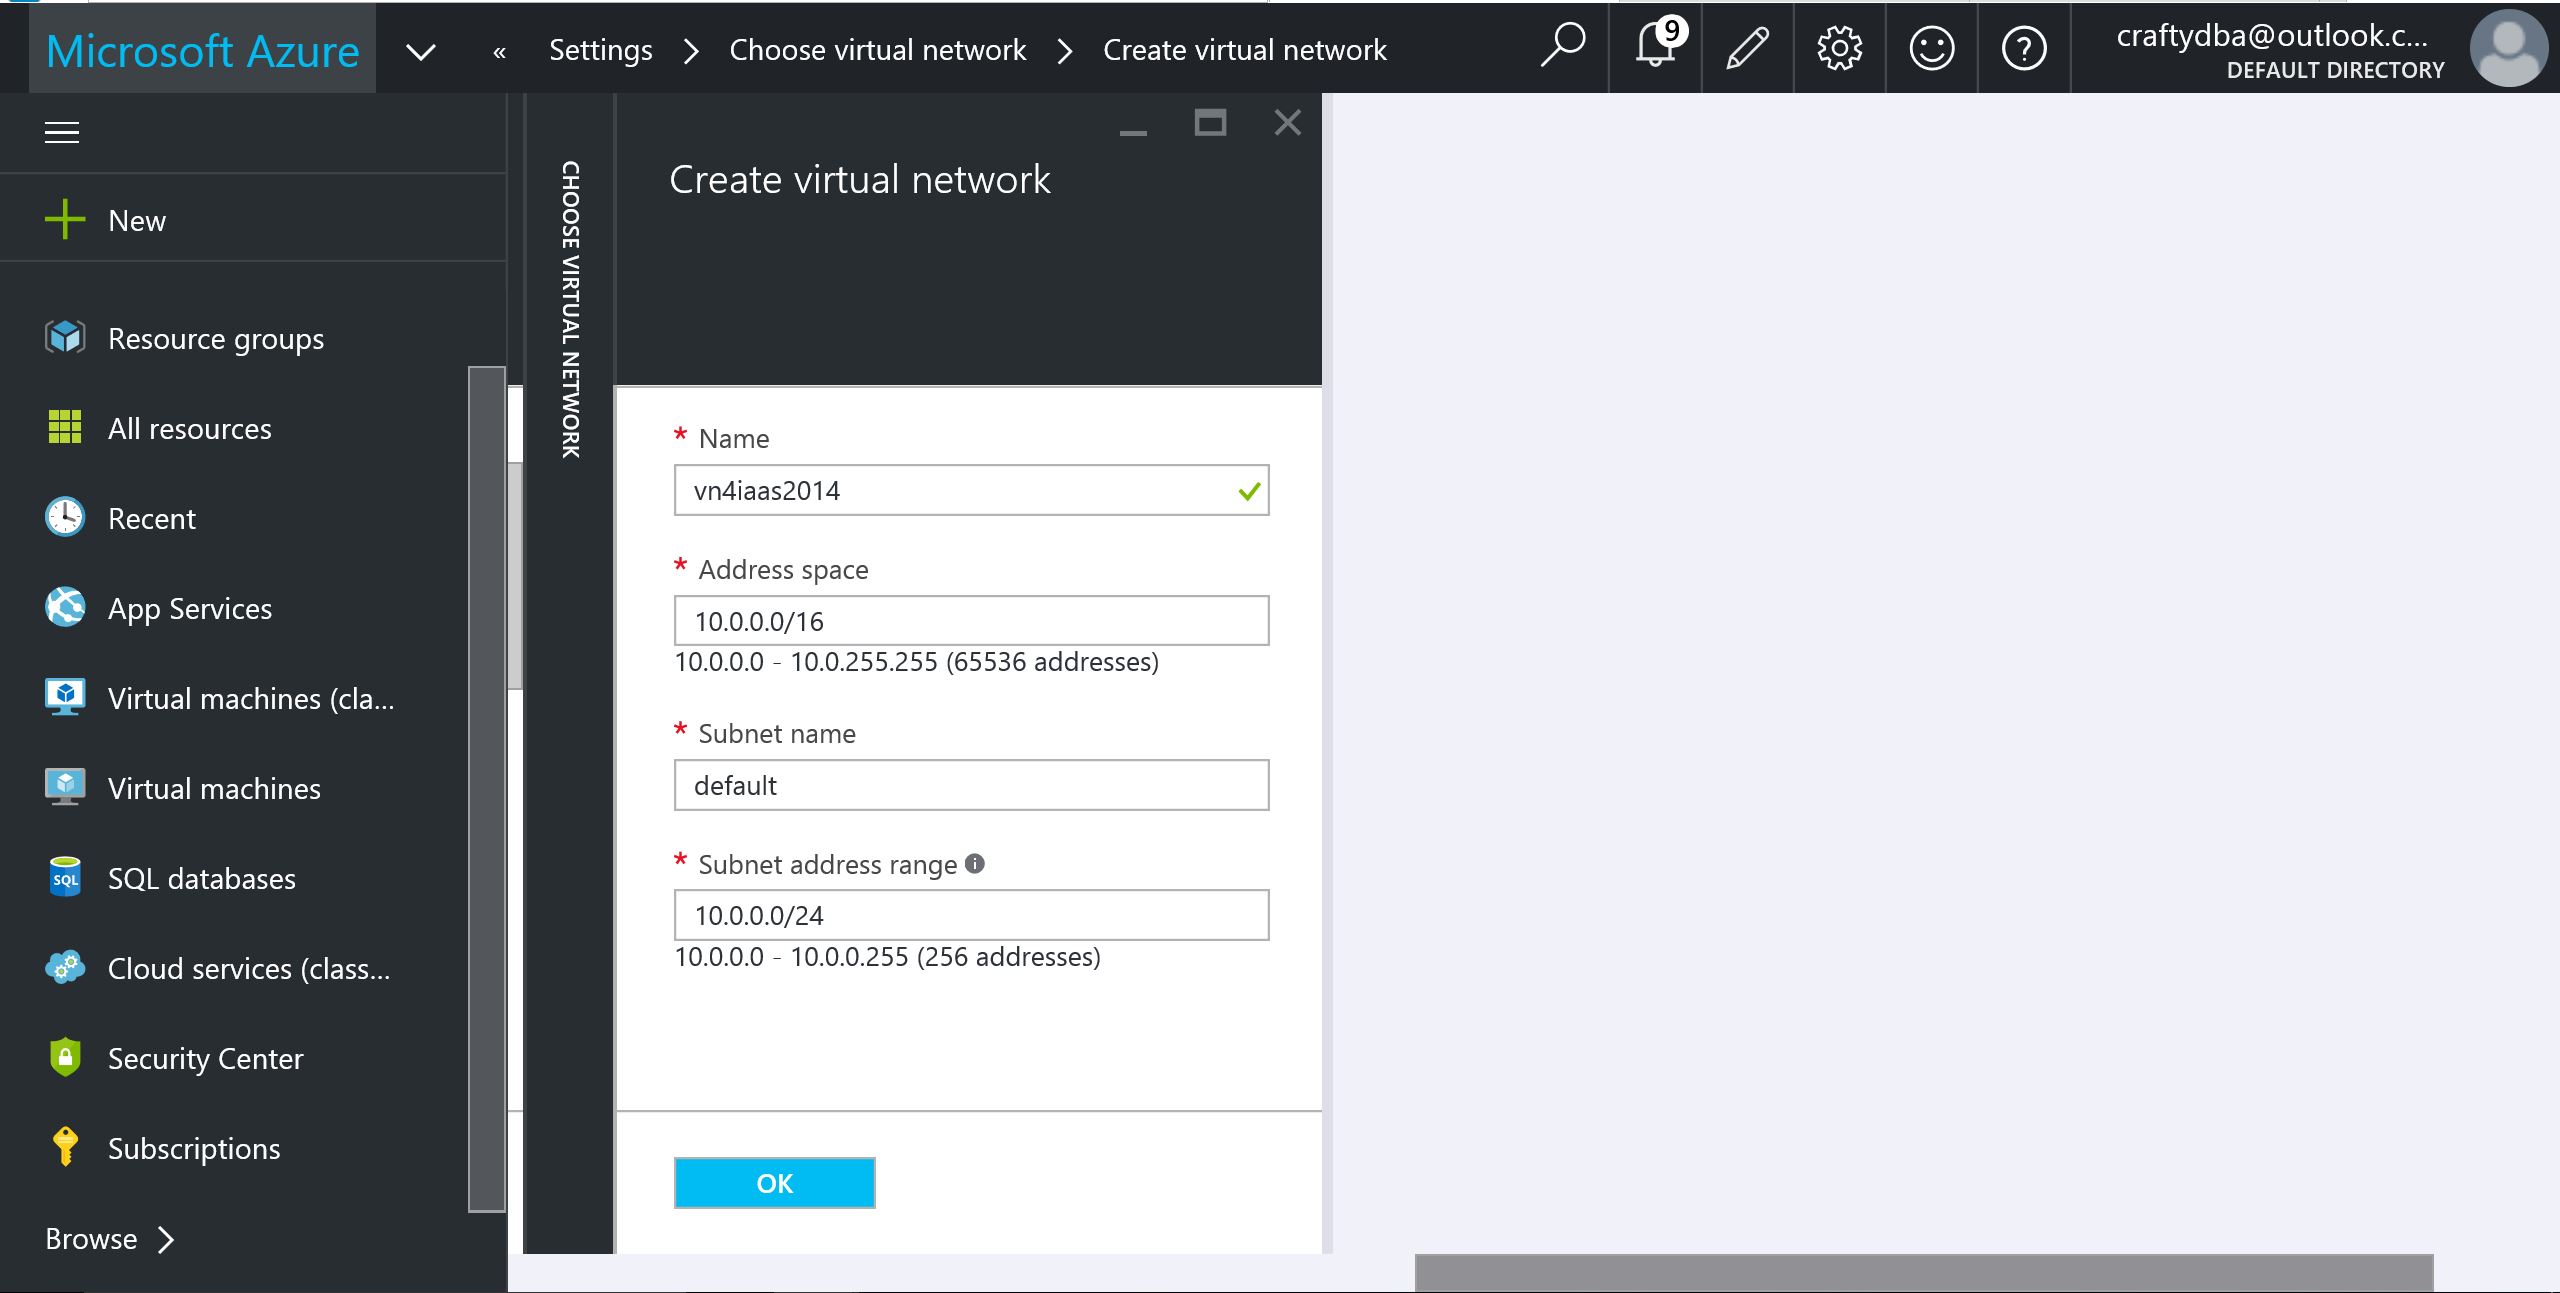 Microsoft Azure
« Settings > Choose virtual network > Create virtual network
9
craftydba@outlook.c...
DEFAULT DIRECTORY
New
Resource groups
All resources
Recent
App Services
Virtual machines (cla...
Virtual machines
SQL databases
SQL
Cloud services (class...
Security Center
Subscriptions
Browse >
CHOOSE VIRTUAL NETWORK
Create virtual network
* Name
vn4iaas2014
* Address space
10.0.0.0/16
10.0.0.0 - 10.0.255.255 (65536 addresses)
* Subnet name
default
* Subnet address range
10.0.0.0/24
10.0.0.0 - 10.0.0.255 (256 addresses)
OK